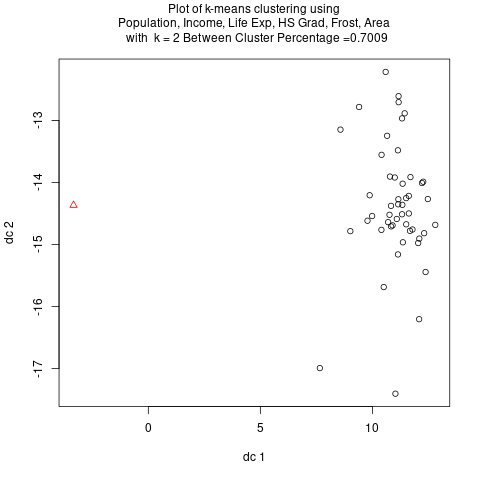 Plot of k-means clustering using
Population, Income, Life Exp, HS Grad, Frost, Area
with k = 2 Between Cluster Percentage =0.7009
-13
-14
-15
-16
-17
dc 2
0 5 10
dc 1